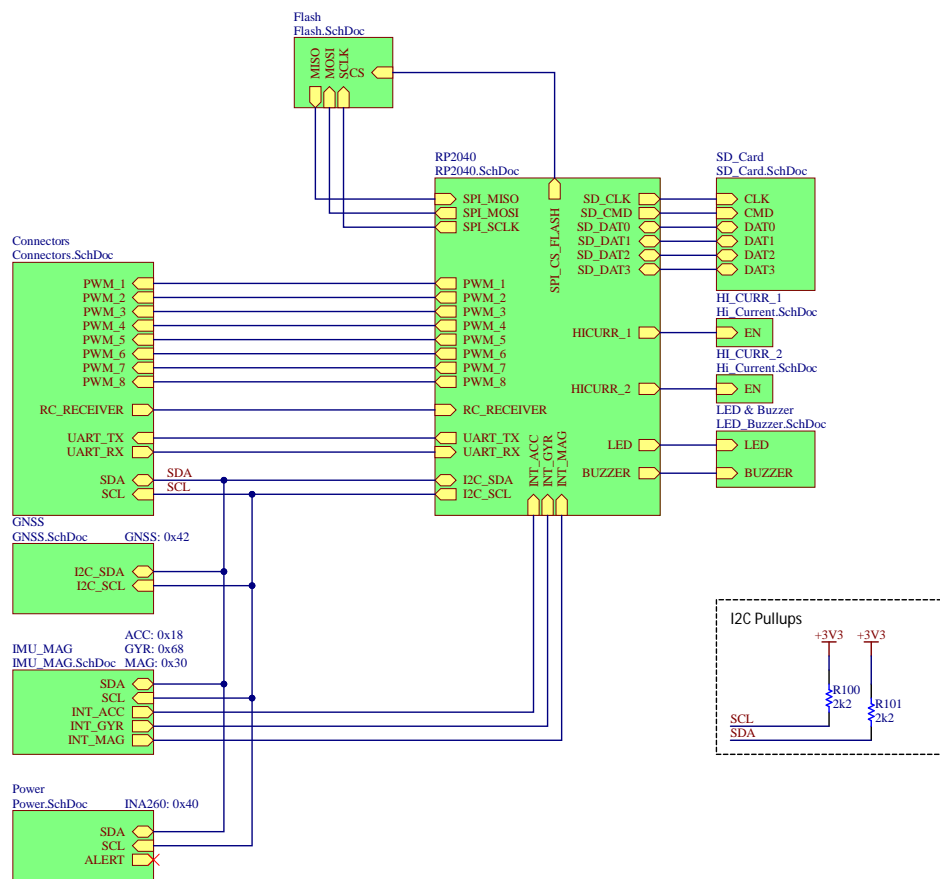 Flash
Flash.SchDoc
MISO
MOSI
SCLK
CS
RP2040
RP2040.SchDoc
SPI_MISO
SPI_MOSI
SPI_SCLK
SPI_CS_FLASH
SD_CLK
SD_CMD
SD_DAT0
SD_DAT1
SD_DAT2
SD_DAT3
SD_Card
SD_Card.SchDoc
CLK
CMD
DAT0
DAT1
DAT2
DAT3
Connectors
Connectors.SchDoc
PWM_1
PWM_2
PWM_3
PWM_4
PWM_5
PWM_6
PWM_7
PWM_8
RC_RECEIVER
UART_TX
UART_RX
SDA
SCL
SDA
SCL
PWM_1
PWM_2
PWM_3
PWM_4
PWM_5
PWM_6
PWM_7
PWM_8
RC_RECEIVER
UART_TX
UART_RX
I2C_SDA
I2C_SCL
INT_ACC
INT_GYR
INT_MAG
HICURR_1
HICURR_2
LED
BUZZER
HI_CURR_1
Hi_Current.SchDoc
EN
HI_CURR_2
Hi_Current.SchDoc
EN
LED & Buzzer
LED_Buzzer.SchDoc
LED
BUZZER
GNSS
GNSS.SchDoc GNSS: 0x42
I2C_SDA
I2C_SCL
ACC: 0x18
IMU_MAG GYR: 0x68
IMU_MAG.SchDoc MAG: 0x30
SDA
SCL
INT_ACC
INT_GYR
INT_MAG
Power
Power.SchDoc INA260: 0x40
SDA
SCL
ALERT
I2C Pullups
+3V3 +3V3
R100
2k2
R101
2k2
SCL
SDA